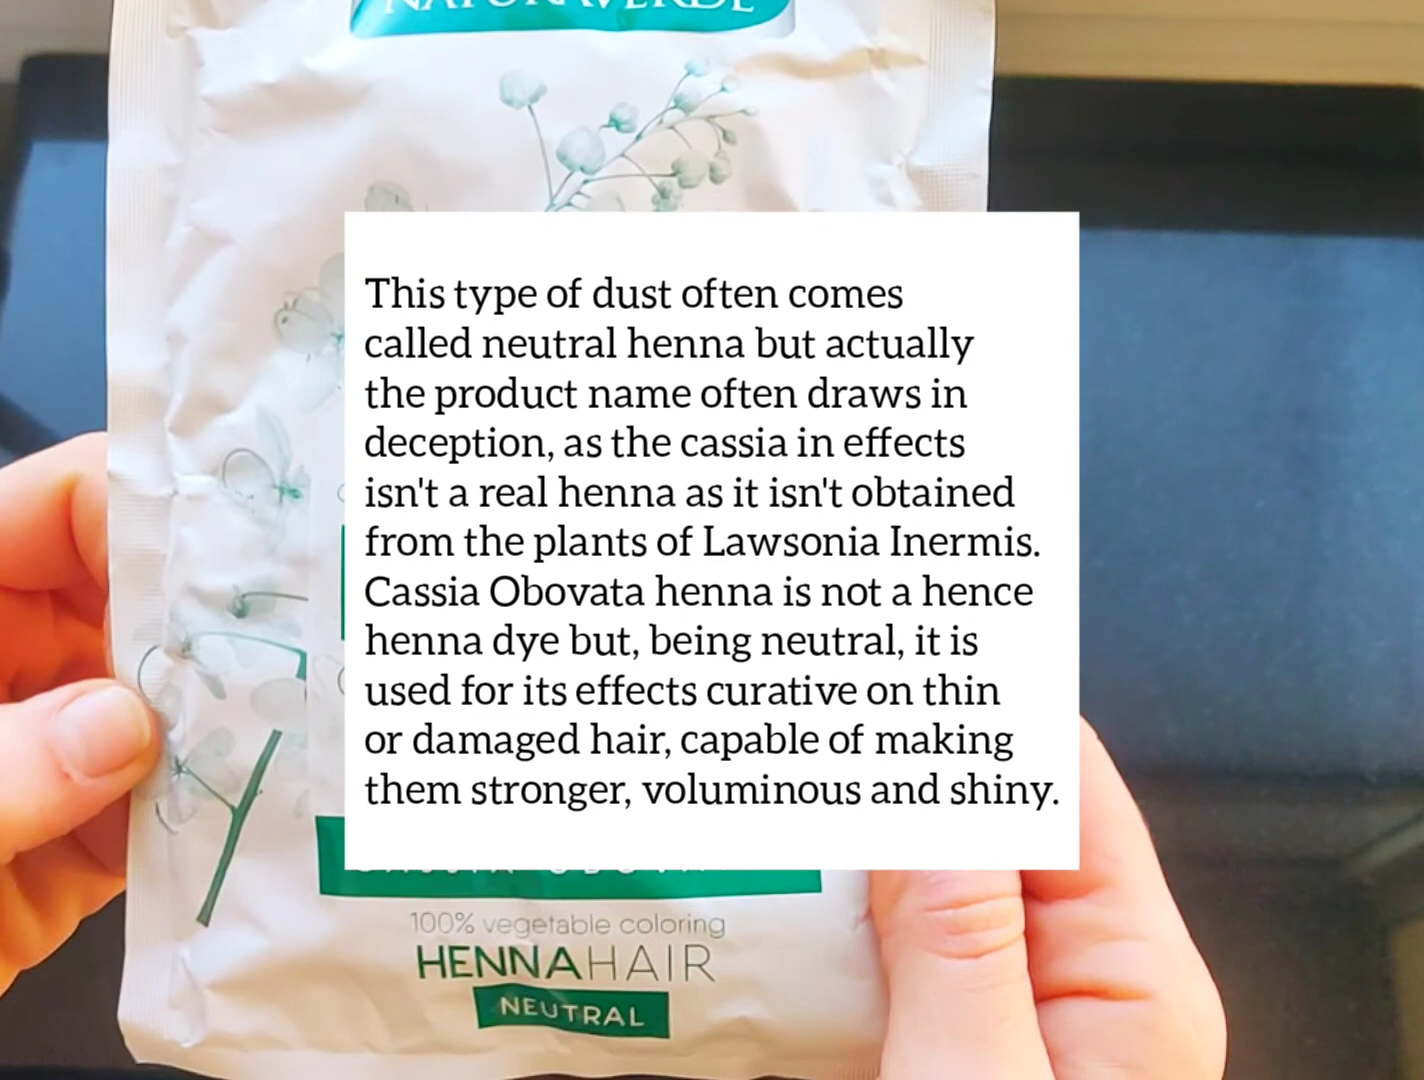 NATURAVERDE
This type of dust often comes
called neutral henna but actually
the product name often draws in
deception, as the cassia in effects
isn't a real henna as it isn't obtained
from the plants of Lawsonia Inermis.
Cassia Obovata henna is not a hence
henna dye but, being neutral, it is
used for its effects curative on thin
or damaged hair, capable of making
them stronger, voluminous and shiny.
100% vegetable coloring
HENNAHAIR
NEUTRAL